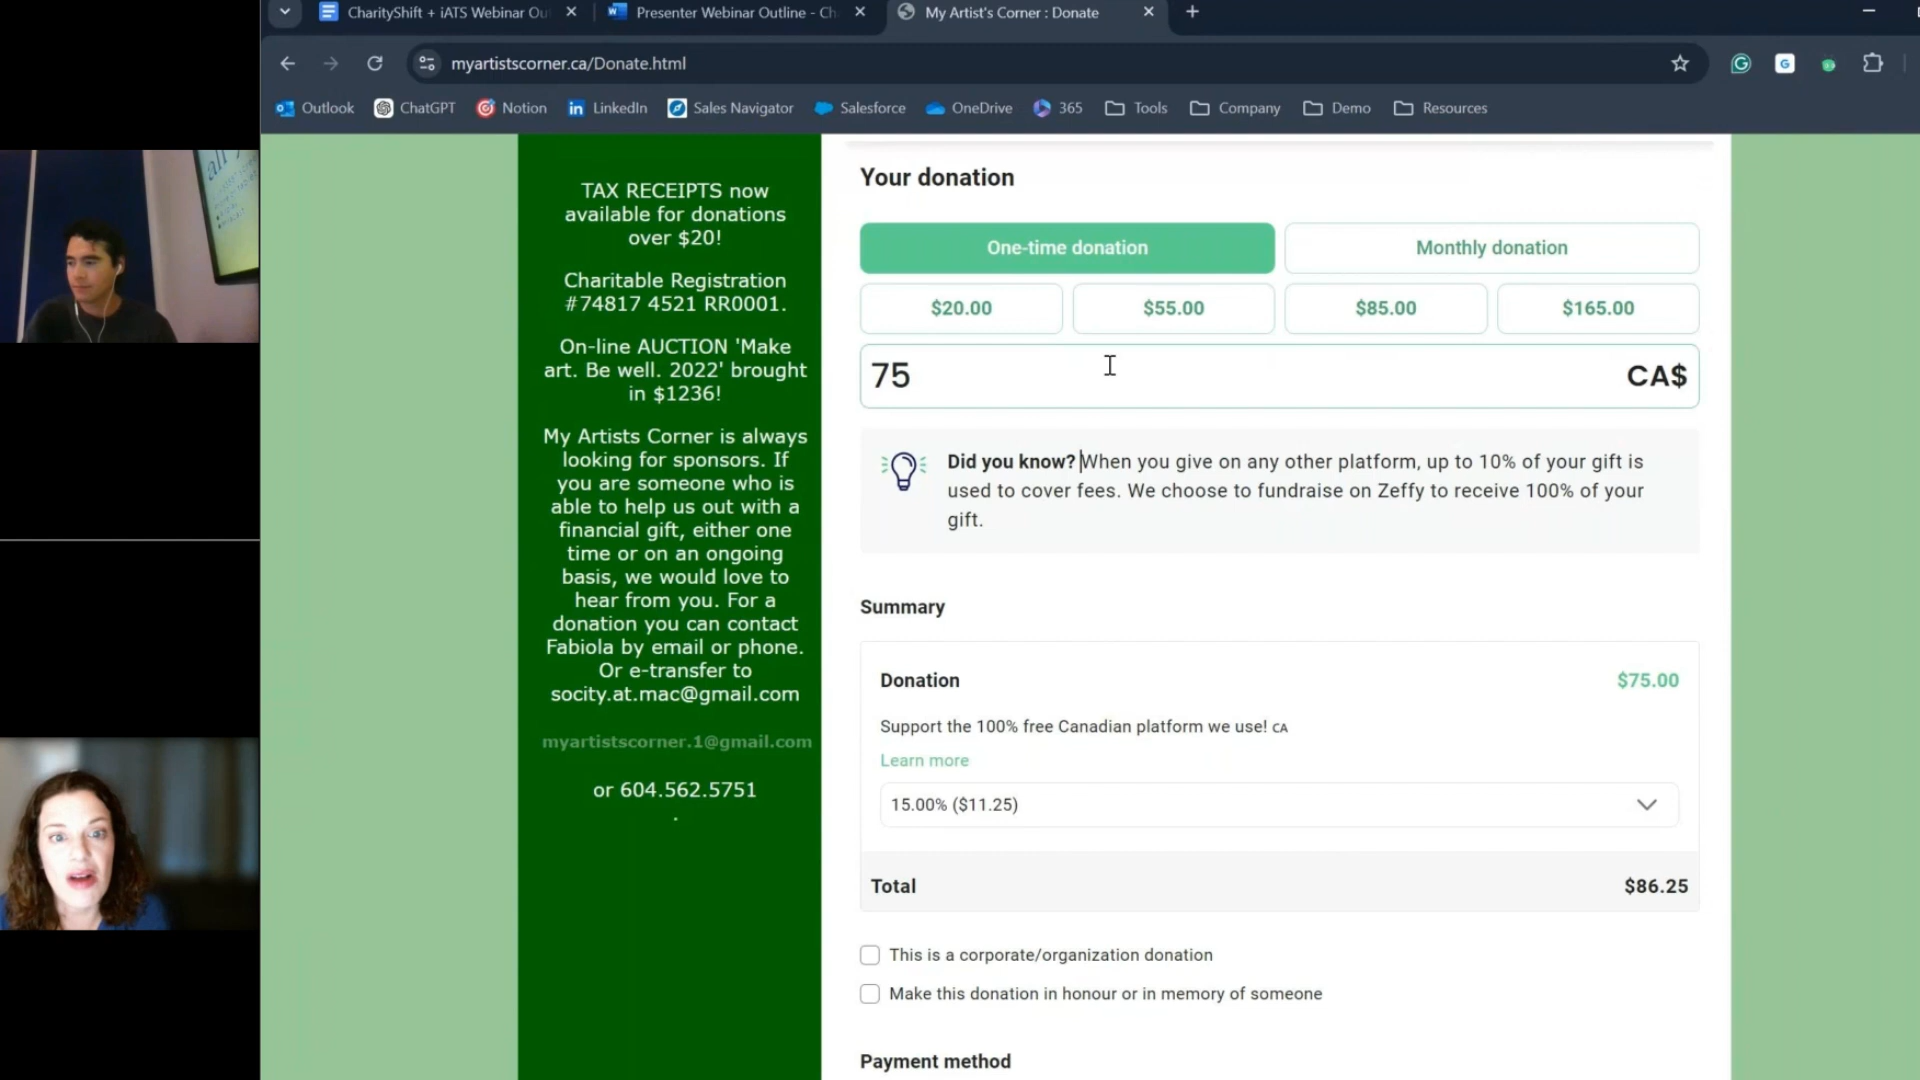 CharityShift + iATS Webinar Ou
Presenter Webinar Outline - Ch
My Artist's Corner : Donate
myartistscorner.ca/Donate.html
Outlook
ChatGPT
Notion
LinkedIn
Sales Navigator
Salesforce
OneDrive
365
Tools
Company
Demo
Resources
TAX RECEIPTS now
available for donations
over $20!
Charitable Registration
#74817 4521 RR0001.
On-line AUCTION 'Make
art. Be well. 2022' brought
in $1236!
My Artists Corner is always
looking for sponsors. If
you are someone who is
able to help us out with a
financial gift, either one
time or on an ongoing
basis, we would love to
hear from you. For a
donation you can contact
Fabiola by email or phone.
Or e-transfer to
socity.at.mac@gmail.com
myartistscorner.1@gmail.com
or 604.562.5751
.
Your donation
One-time donation
Monthly donation
$20.00
$55.00
$85.00
$165.00
75
CA$
Did you know? When you give on any other platform, up to 10% of your gift is
used to cover fees. We choose to fundraise on Zeffy to receive 100% of your
gift.
Summary
Donation
$75.00
Support the 100% free Canadian platform we use! CA
Learn more
15.00% ($11.25)
Total
$86.25
This is a corporate/organization donation
Make this donation in honour or in memory of someone
Payment method